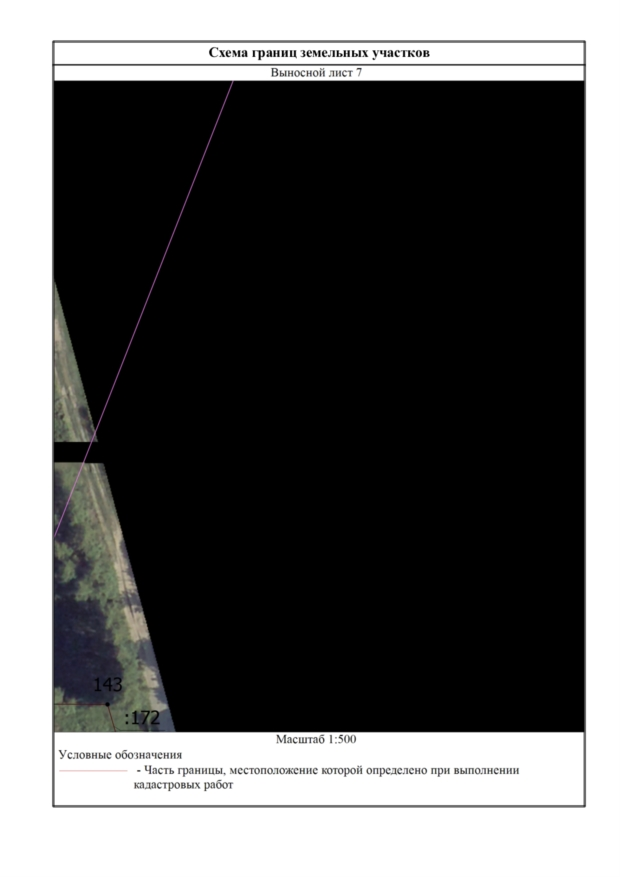 Схема границ земельных участков
Выносной лист 7
143
:172
Масштаб 1:500
Условные обозначения
- Часть границы, местоположение которой определено при выполнении
кадастровых работ